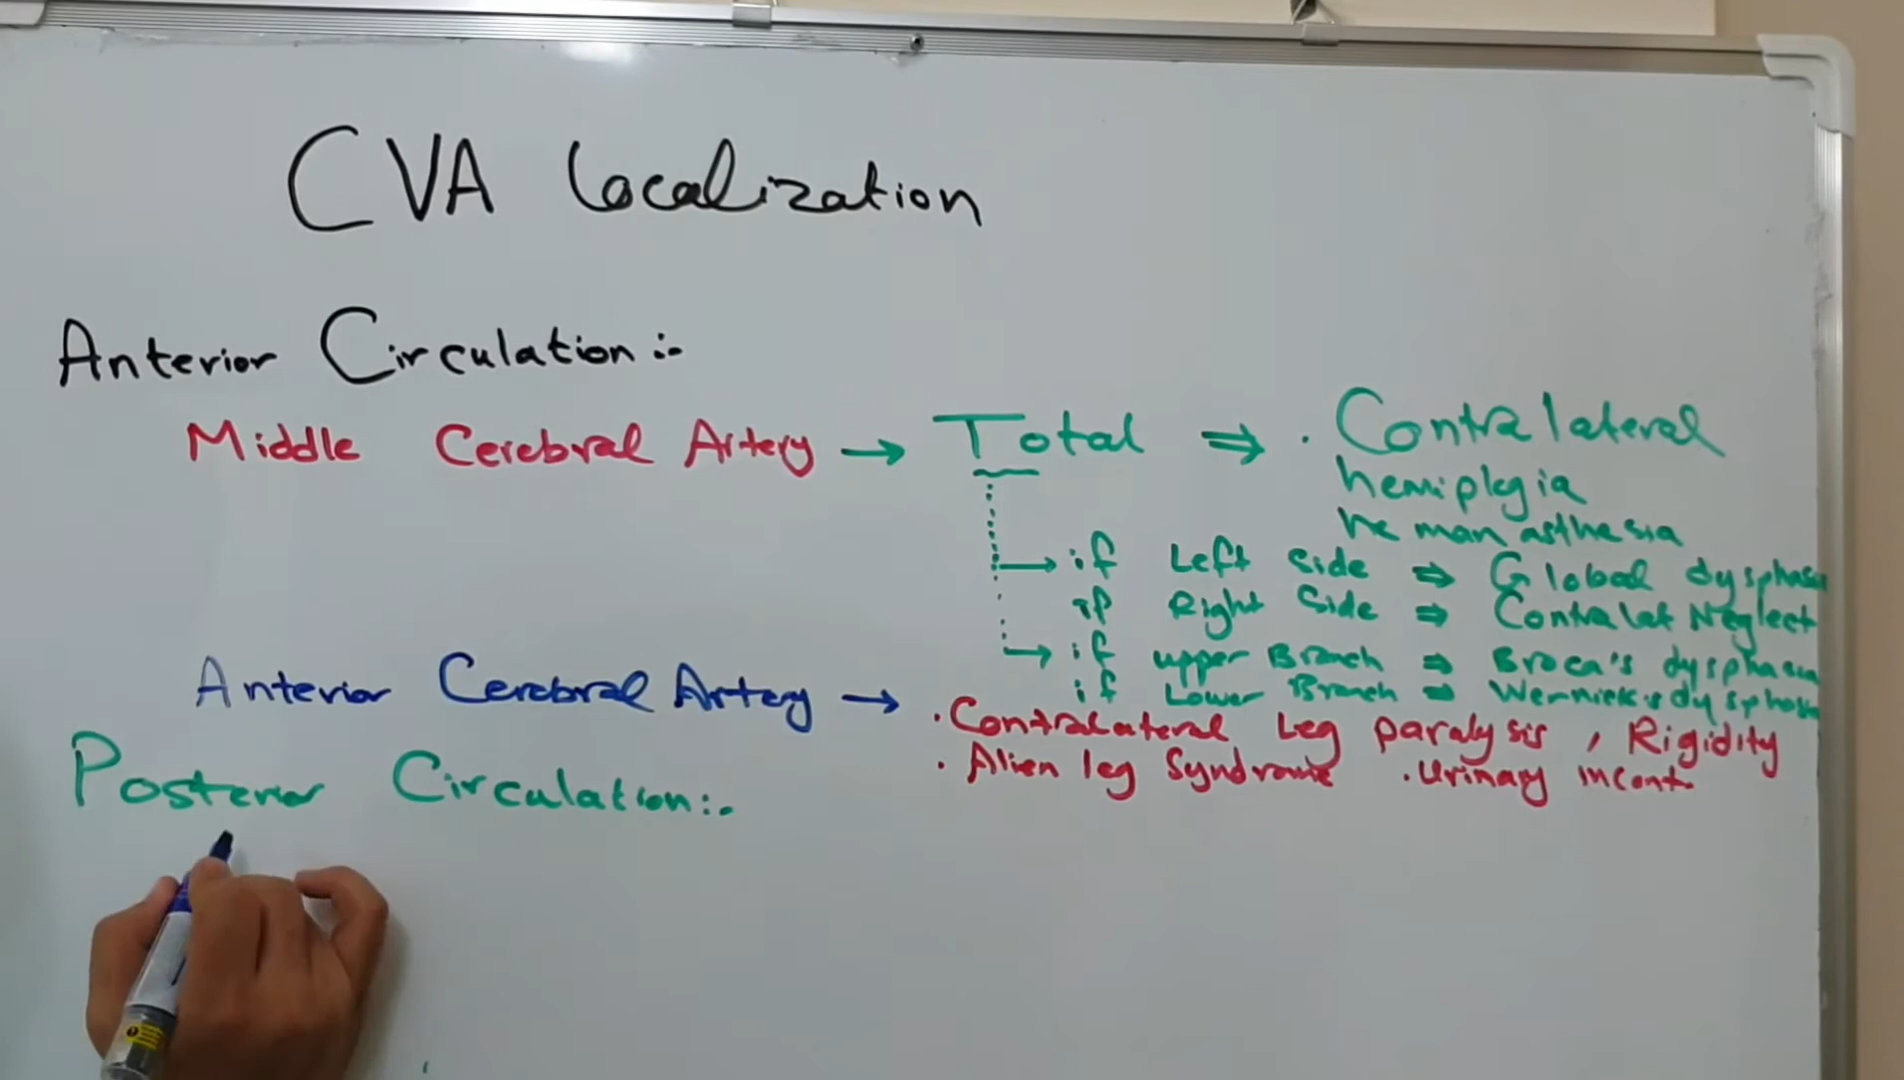 CVA Localization
Anterior Circulation :-
Middle Cerebral Artery → Total ⇒ . Contralateral
hemiplegia
hemanasthesia
→ if Left Side ⇒ Global dysphasia
if Right Side ⇒ Contralat Neglect
→ if upper Branch ⇒ Broca's dysphasia
if Lower Branch ⇒ Wernick's dysphasia
Anterior Cerebral Artery →
. Contralateral Leg paralysis , Rigidity
. Alien leg Syndrome . Urinary incont
Posterior Circulation :-